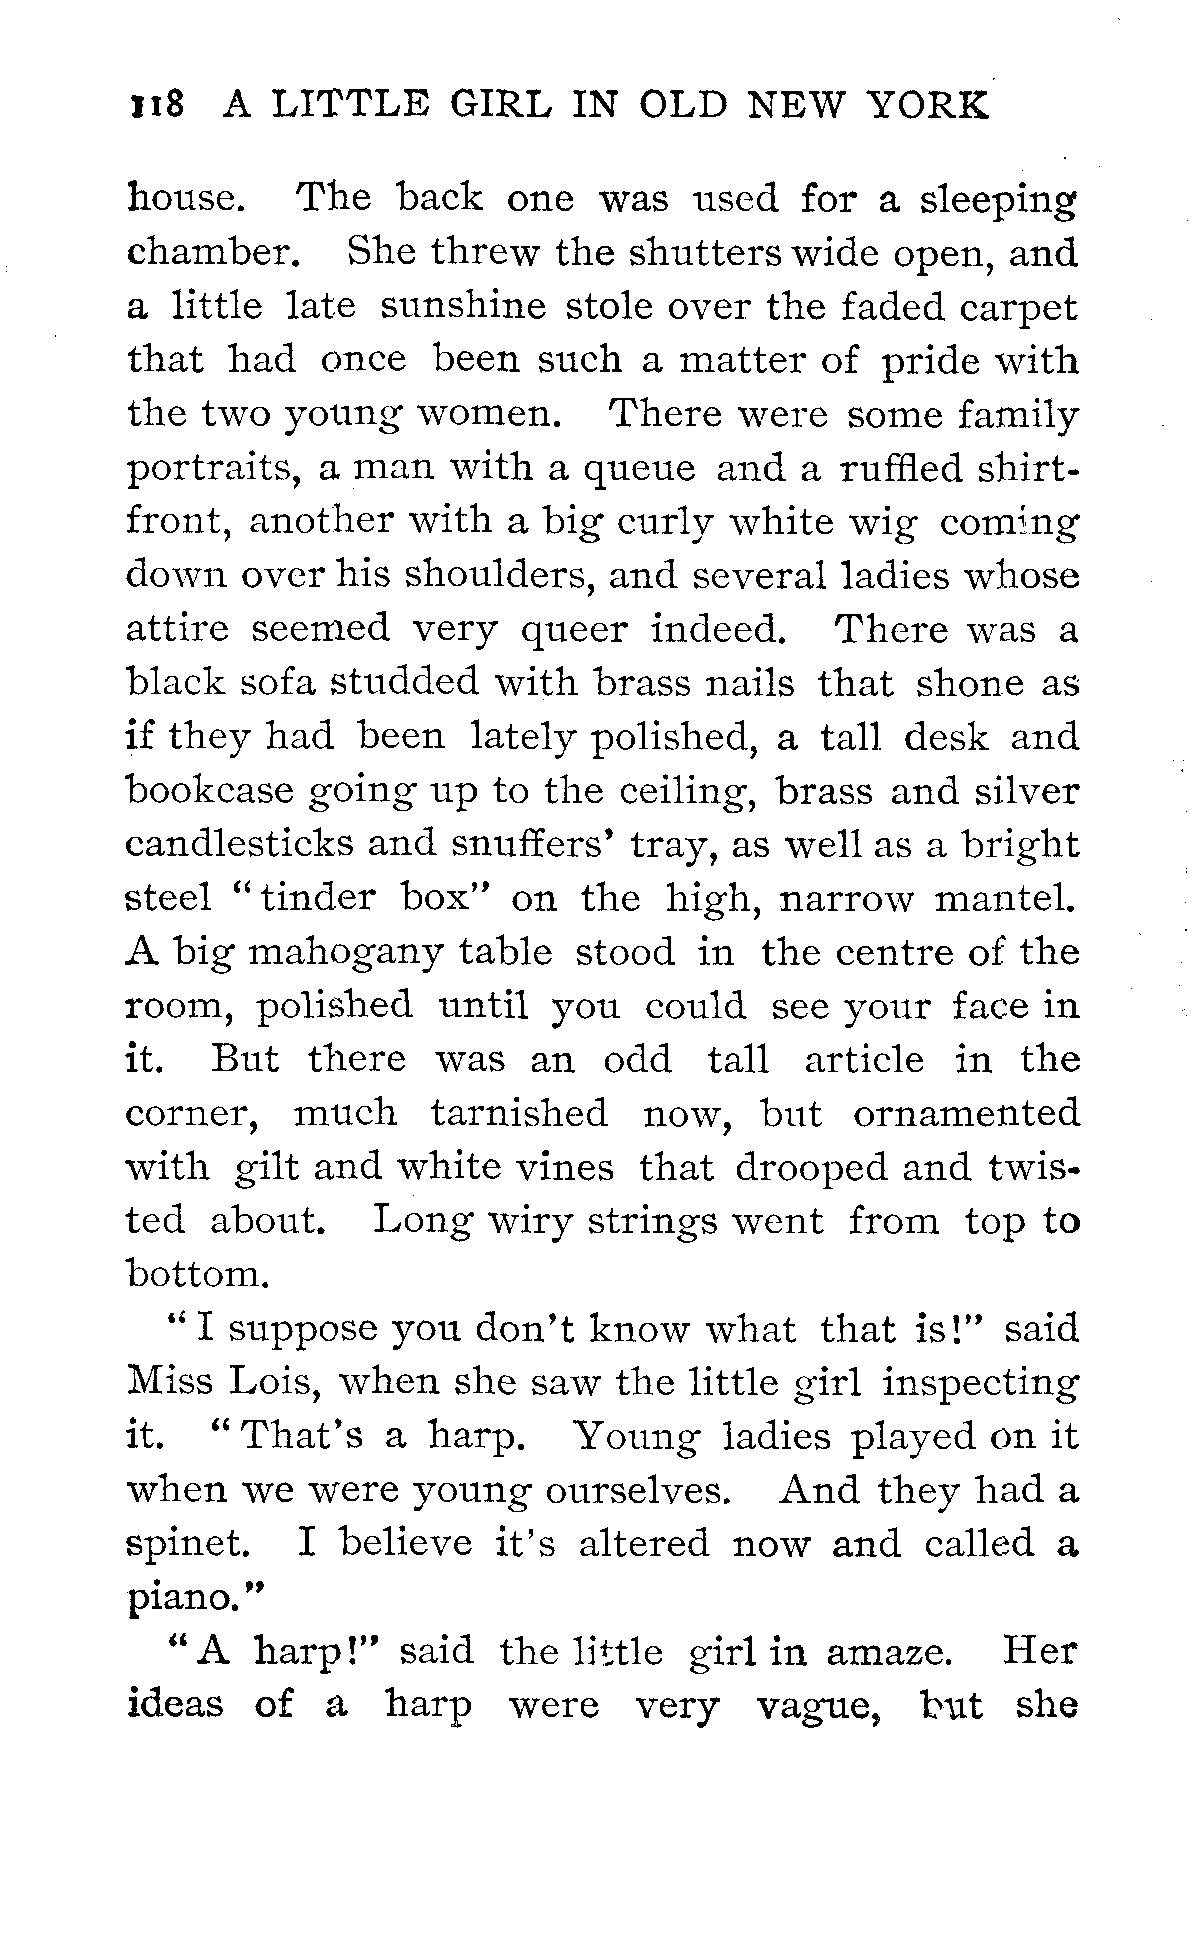 118 A LITTLE GIRL IN OLD NEW YORK
house. The back one was used for a sleeping
chamber. She threw the shutters wide open, and
a little late sunshine stole over the faded carpet
that had once been such a matter of pride with
the two young women. There were some family
portraits, a man with a queue and a ruffled shirt-
front, another with a big curly white wig coming
down over his shoulders, and several ladies whose
attire seemed very queer indeed. There was a
black sofa studded with brass nails that shone as
if they had been lately polished, a tall desk and
bookcase going up to the ceiling, brass and silver
candlesticks and snuffers' tray, as well as a bright
steel "tinder box" on the high, narrow mantel.
A big mahogany table stood in the centre of the
room, polished until you could see your face in
it. But there was an odd tall article in the
corner, much tarnished now, but ornamented
with gilt and white vines that drooped and twis-
ted about. Long wiry strings went from top to
bottom.
"I suppose you don't know what that is!" said
Miss Lois, when she saw the little girl inspecting
it. "That's a harp. Young ladies played on it
when we were young ourselves. And they had a
spinet. I believe it's altered now and called a
piano."
"A harp!" said the little girl in amaze. Her
ideas of a harp were very vague, but she